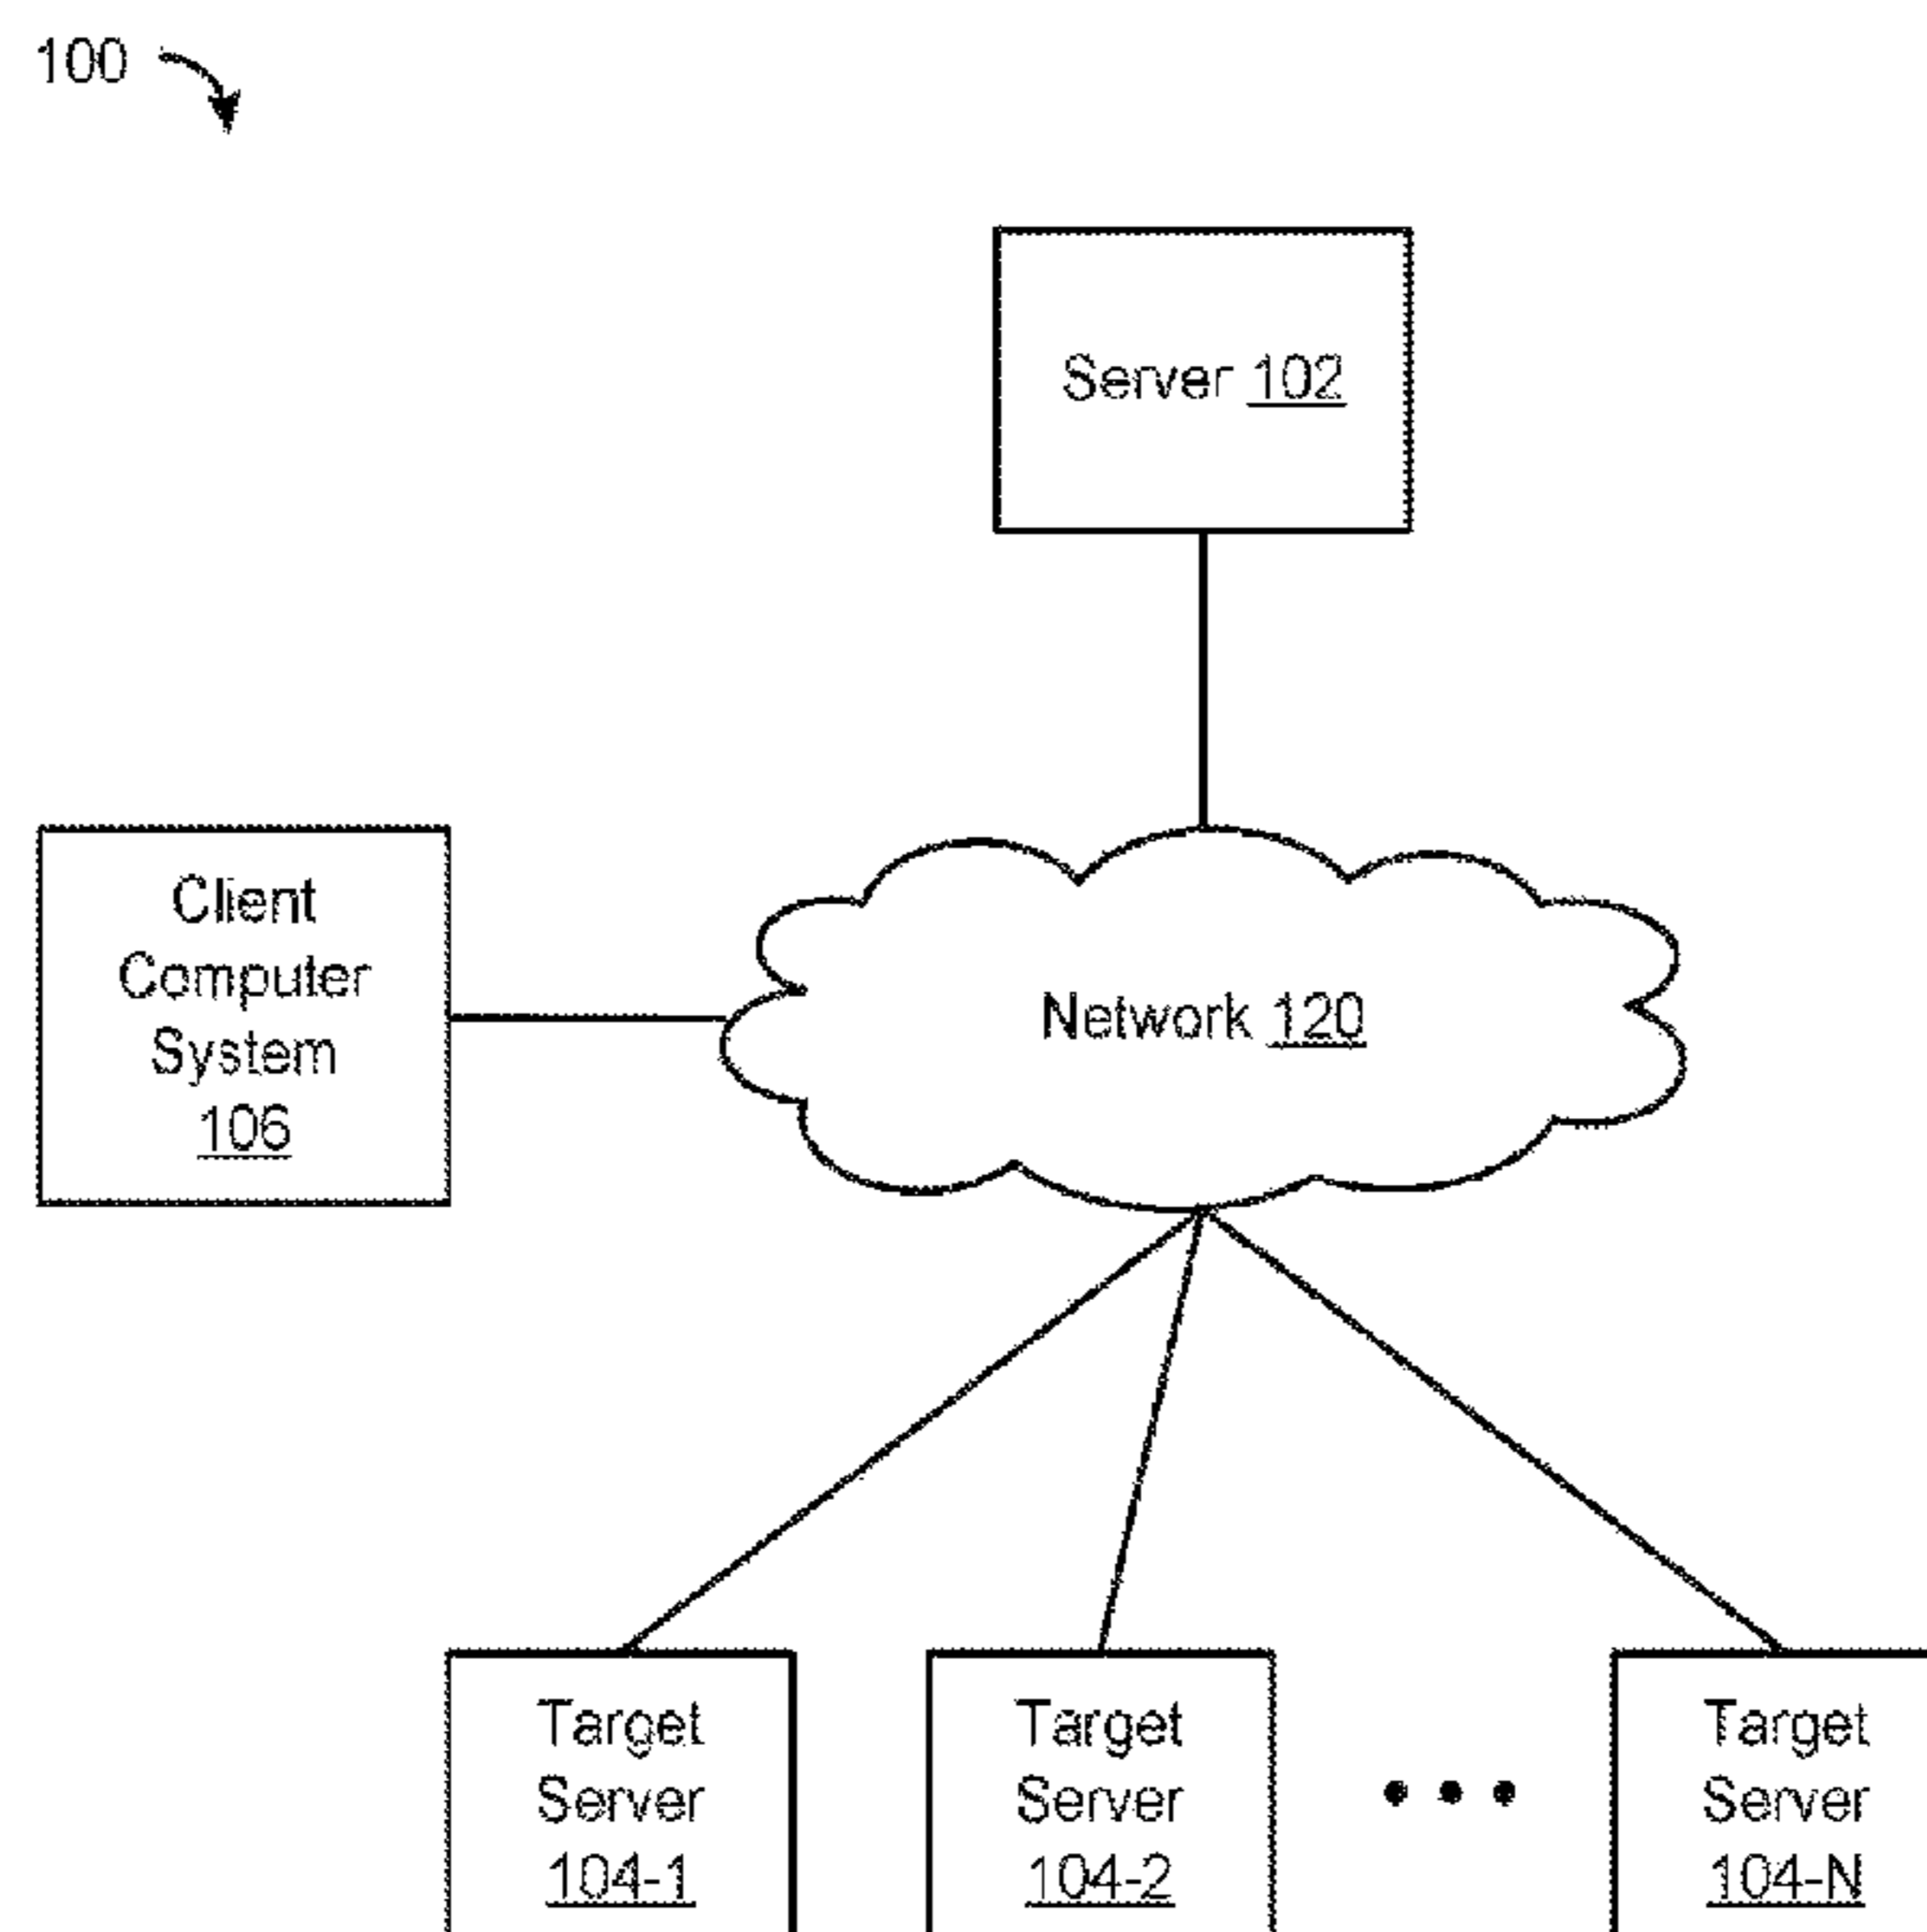 100
Server 102
Client
Computer
System
106
Network 120
Target
Server
104-1
Target
Server
104-2
Target
Server
104-N